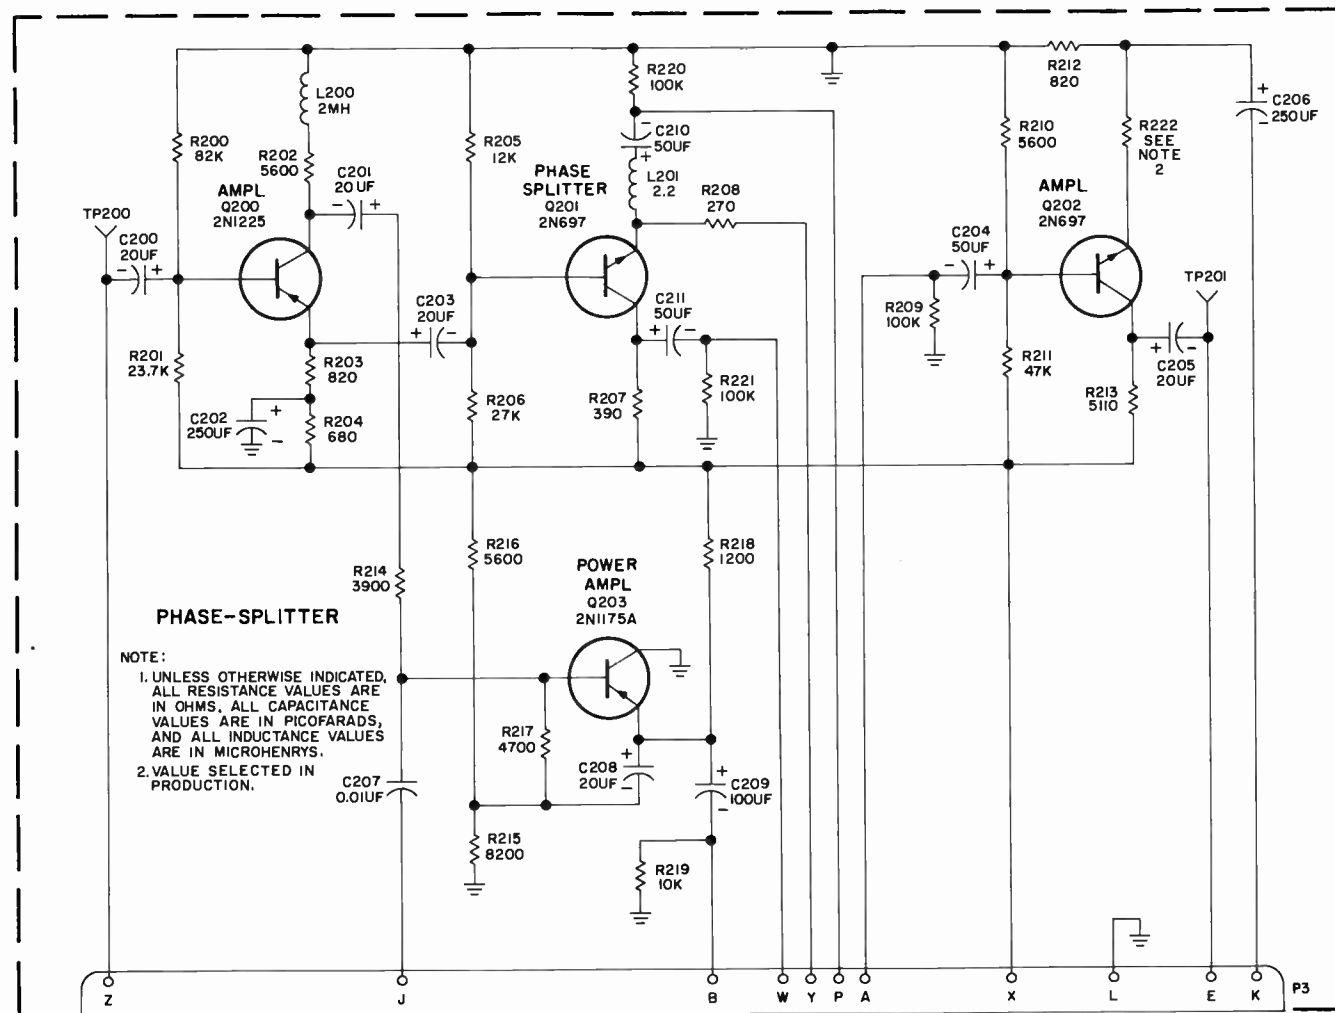 L200
2MH
R220
100K
R212
820
C206
250UF
+
-
R200
82K
R202
5600
C201
20UF
-
+
R205
12K
-
C210
50UF
+
PHASE
SPLITTER
Q201
2N697
L201
2.2
R208
270
R210
5600
R222
SEE
NOTE
2
AMPL
Q200
2N1225
AMPL
Q202
2N697
TP200
C200
20UF
-
+
C204
50UF
-
+
TP201
C203
20UF
+
-
C211
50UF
+
-
R209
100K
R201
23.7K
R203
820
R211
47K
C205
20UF
+
-
C202
250UF
+
-
R204
680
R206
27K
R207
390
R221
100K
R213
5110
R214
3900
R216
5600
POWER
AMPL
Q203
2N1175A
R218
1200
PHASE-SPLITTER
NOTE:
1. UNLESS OTHERWISE INDICATED,
ALL RESISTANCE VALUES ARE
IN OHMS, ALL CAPACITANCE
VALUES ARE IN PICOFARADS,
AND ALL INDUCTANCE VALUES
ARE IN MICROHENRYS.
2. VALUE SELECTED IN
PRODUCTION.
R217
4700
C207
0.01UF
C208
20UF
+
-
C209
100UF
+
-
R215
8200
R219
10K
Z
J
B
W
Y
P
A
X
L
E
K
P3